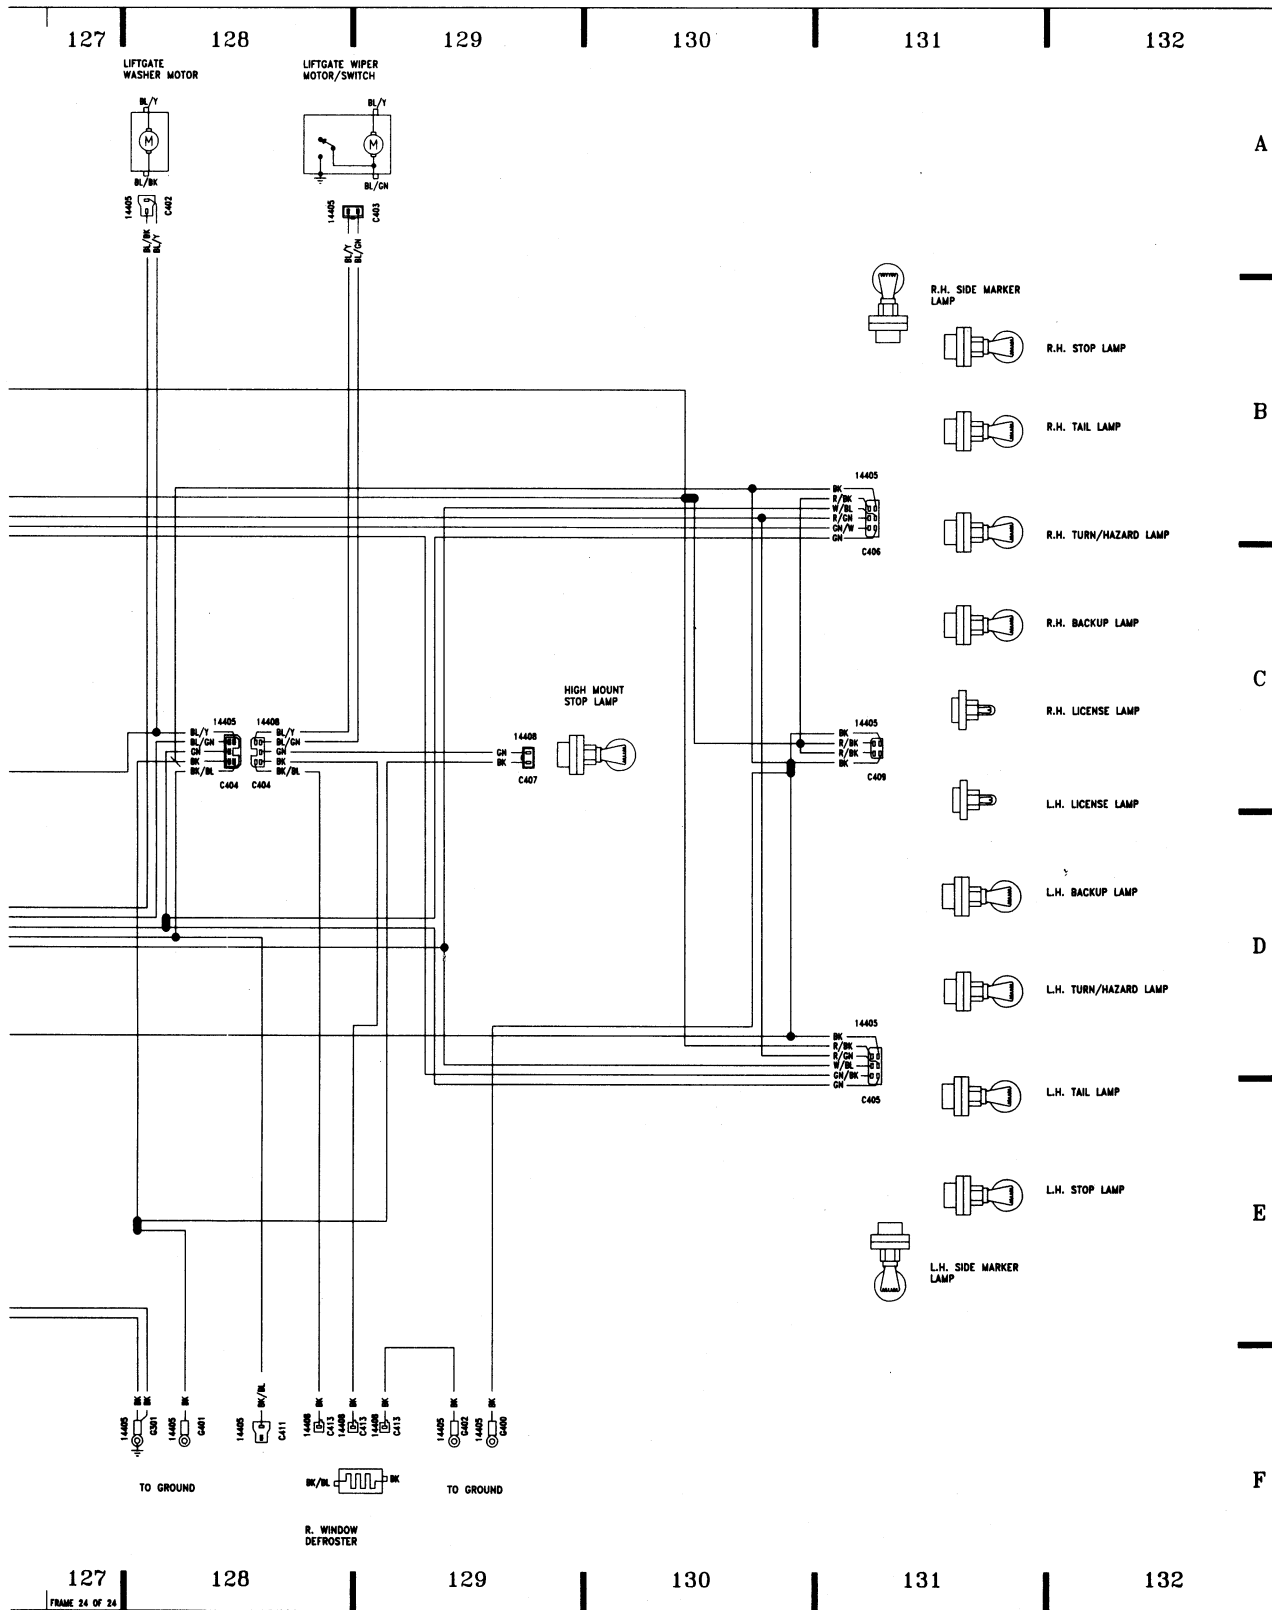 127 128 129 130 131 132
LIFTGATE
WASHER MOTOR
LIFTGATE WIPER
MOTOR/SWITCH
BL/Y
BL/Y
M
M
A
BL/BK
BL/GN
14405
C402
14405
C403
BL/BK
BL/Y
BL/Y
BL/GN
R.H. SIDE MARKER
LAMP
R.H. STOP LAMP
B
R.H. TAIL LAMP
14405
BK
R/BK
W/BL
R/GN
GN/W
GN
C406
R.H. TURN/HAZARD LAMP
R.H. BACKUP LAMP
C
HIGH MOUNT
STOP LAMP
R.H. LICENSE LAMP
14405
14408
BL/Y
BL/GN
GN
BK
BK/BL
BL/Y
BL/GN
GN
BK
BK/BL
C404
C404
14408
GN
BK
C407
14405
BK
R/BK
R/BK
BK
C409
L.H. LICENSE LAMP
L.H. BACKUP LAMP
D
L.H. TURN/HAZARD LAMP
14405
BK
R/BK
R/GN
W/BL
GN/BK
GN
C405
L.H. TAIL LAMP
L.H. STOP LAMP
E
L.H. SIDE MARKER
LAMP
BK
BK
BK
BK/BL
BK
BK
BK
BK
BK
14405
G301
14405
G401
14405
C411
14408
C413
14408
C413
14408
C413
14405
G402
14405
G400
TO GROUND
BK/BL
BK
TO GROUND
F
R. WINDOW
DEFROSTER
127 128 129 130 131 132
FRAME 24 OF 24